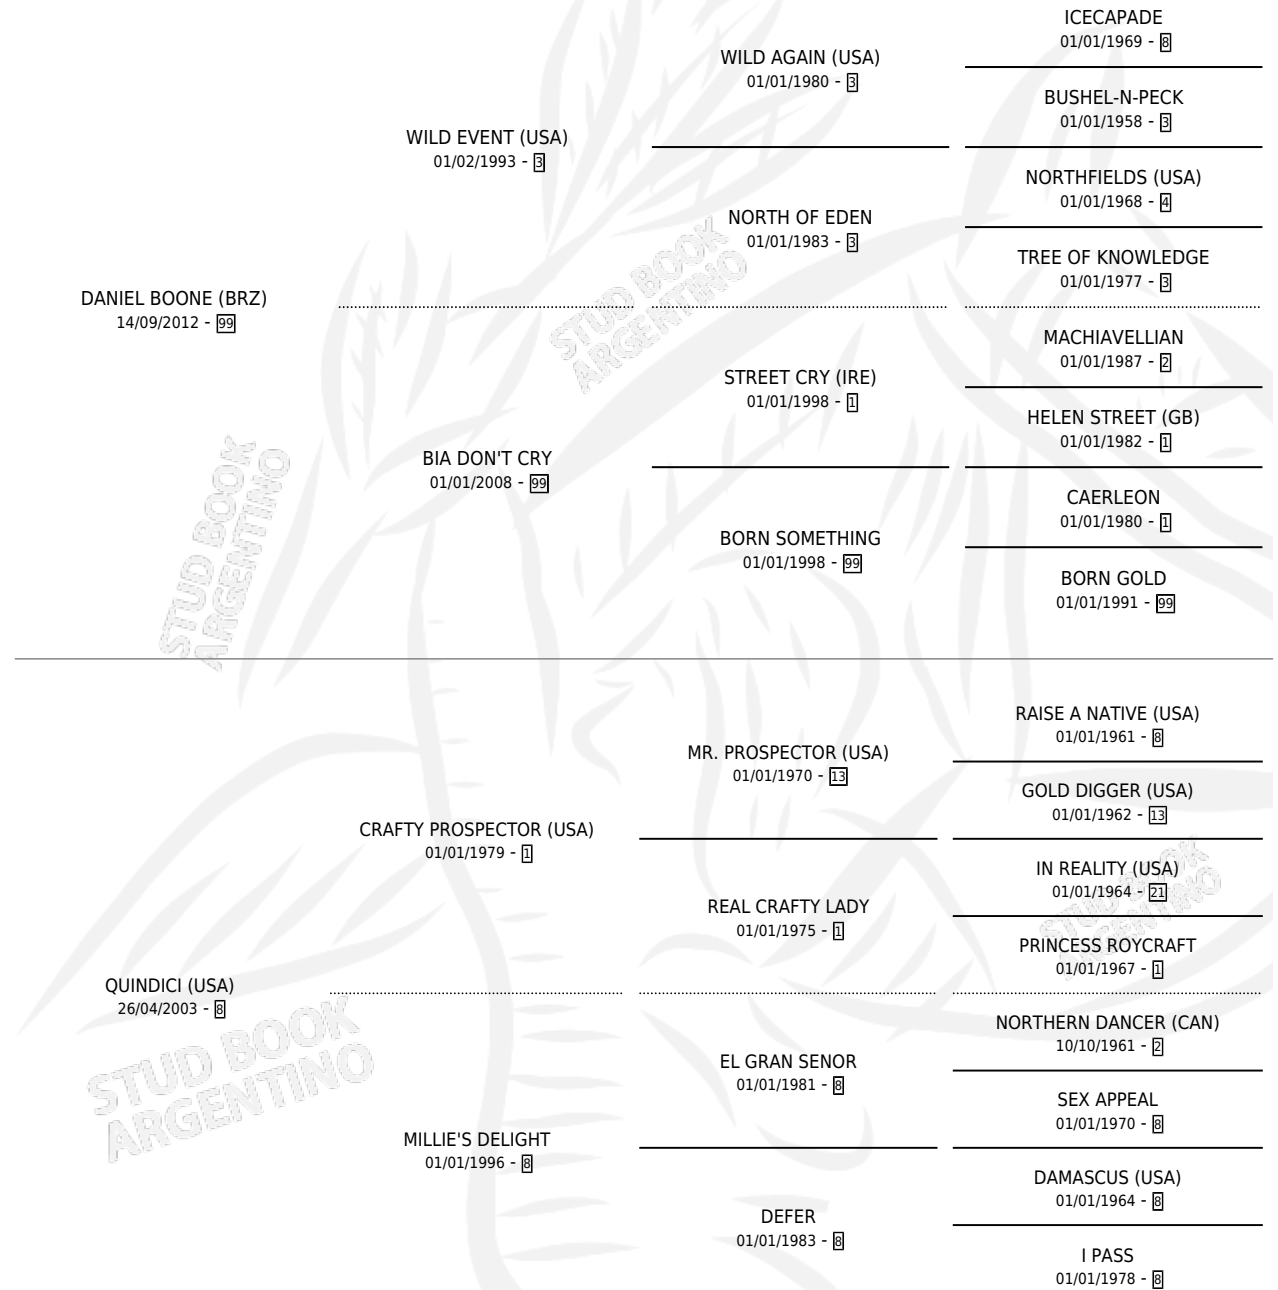 ICECAPADE
01/01/1969 - 8
WILD AGAIN (USA)
01/01/1980 - 3
BUSHEL-N-PECK
01/01/1958 - 3
WILD EVENT (USA)
01/02/1993 - 3
NORTHFIELDS (USA)
01/01/1968 - 4
NORTH OF EDEN
01/01/1983 - 3
TREE OF KNOWLEDGE
01/01/1977 - 3
DANIEL BOONE (BRZ)
14/09/2012 - 99
MACHIAVELLIAN
01/01/1987 - 2
STREET CRY (IRE)
01/01/1998 - 1
HELEN STREET (GB)
01/01/1982 - 1
BIA DON'T CRY
01/01/2008 - 99
CAERLEON
01/01/1980 - 1
BORN SOMETHING
01/01/1998 - 99
BORN GOLD
01/01/1991 - 99
RAISE A NATIVE (USA)
01/01/1961 - 8
MR. PROSPECTOR (USA)
01/01/1970 - 13
GOLD DIGGER (USA)
01/01/1962 - 13
CRAFTY PROSPECTOR (USA)
01/01/1979 - 1
IN REALITY (USA)
01/01/1964 - 21
REAL CRAFTY LADY
01/01/1975 - 1
PRINCESS ROYCRAFT
01/01/1967 - 1
QUINDICI (USA)
26/04/2003 - 8
NORTHERN DANCER (CAN)
10/10/1961 - 2
EL GRAN SENOR
01/01/1981 - 8
SEX APPEAL
01/01/1970 - 8
MILLIE'S DELIGHT
01/01/1996 - 8
DAMASCUS (USA)
01/01/1964 - 8
DEFER
01/01/1983 - 8
I PASS
01/01/1978 - 8
STUD BOOK
ARGENTINO
STUD BOOK
ARGENTINO
STUD BOOK
ARGENTINO
STUD BOOK
ARGENTINO